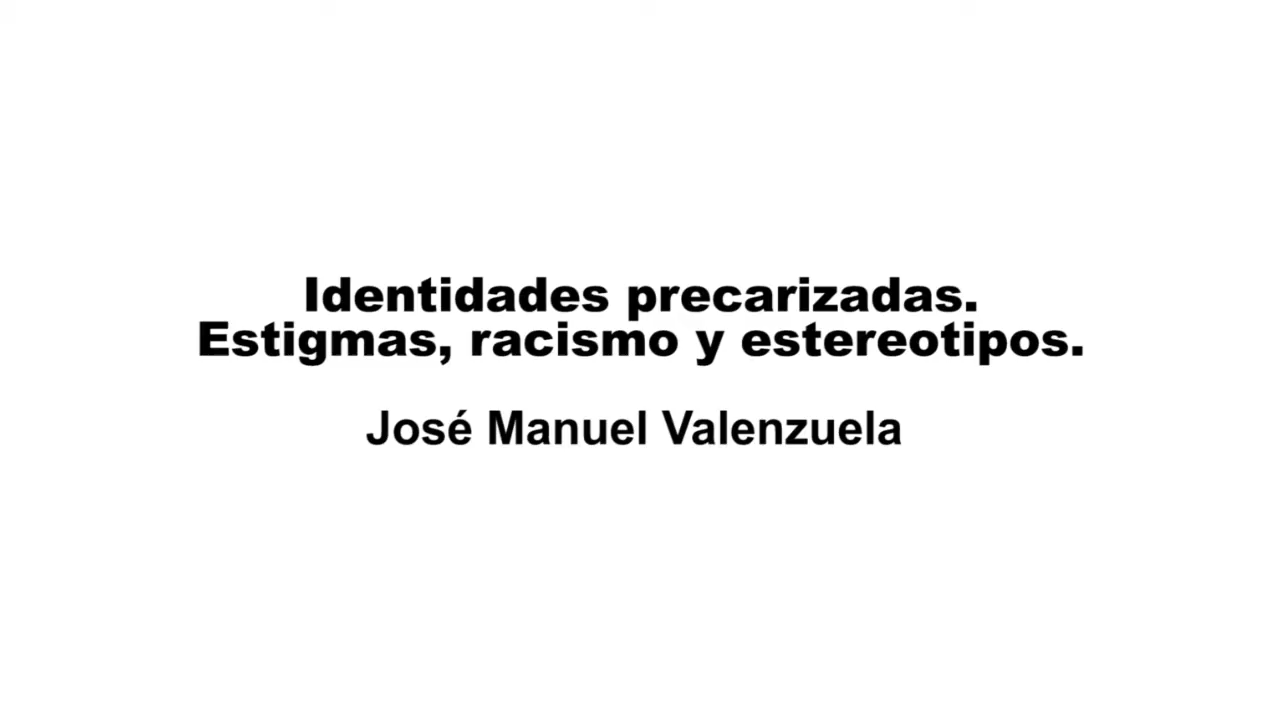 Identidades precarizadas.
Estigmas, racismo y estereotipos.
José Manuel Valenzuela